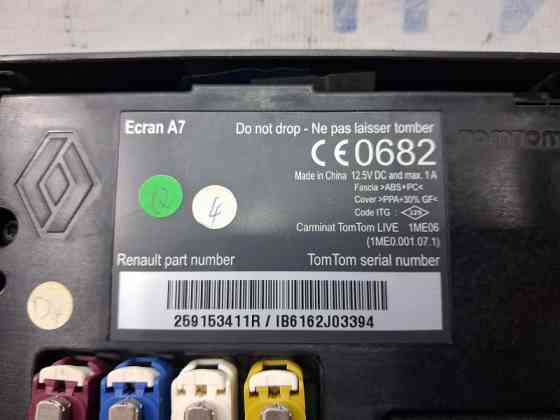 Ecran A7
Do not drop - Ne pas laisser tomber
CE0682
Made in China 12.5V DC and max. 1A
Fascia >ABS+PC<
Cover >PPA+30% GF<
Code ITG :
TOMTOM
12
4
Carminat TomTom LIVE 1ME06
(1ME0.001.07.1)
Renault part number
TomTom serial number
259153411R / IB6162J03394